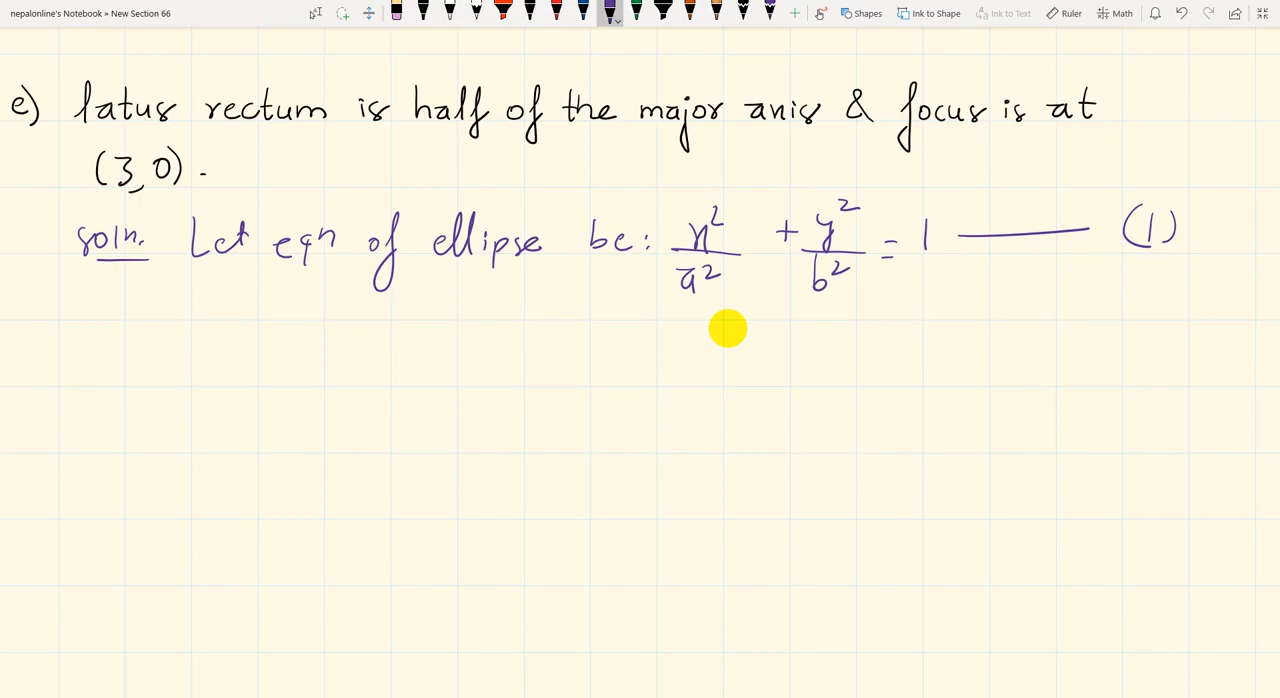 nepalonline's Notebook » New Section 66
Shapes Ink to Shape Ink to Text Ruler Math
e) latus rectum is half of the major axis & focus is at
(3,0).
soln. Let eqn of ellipse be: x²/a² + y²/b² = 1 ——— (1)